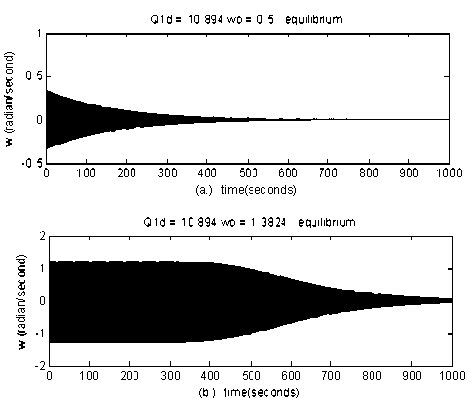 Q1d = 10.894 wo = 0.5 equilibrium
1
0.5
0
-0.5
w (radian/second)
0 100 200 300 400 500 600 700 800 900 1000
(a.) time(seconds)
Q1d = 10.894 wo = 1.3824 equilibrium
2
1
0
-1
-2
w (radian/second)
0 100 200 300 400 500 600 700 800 900 1000
(b.) time(seconds)